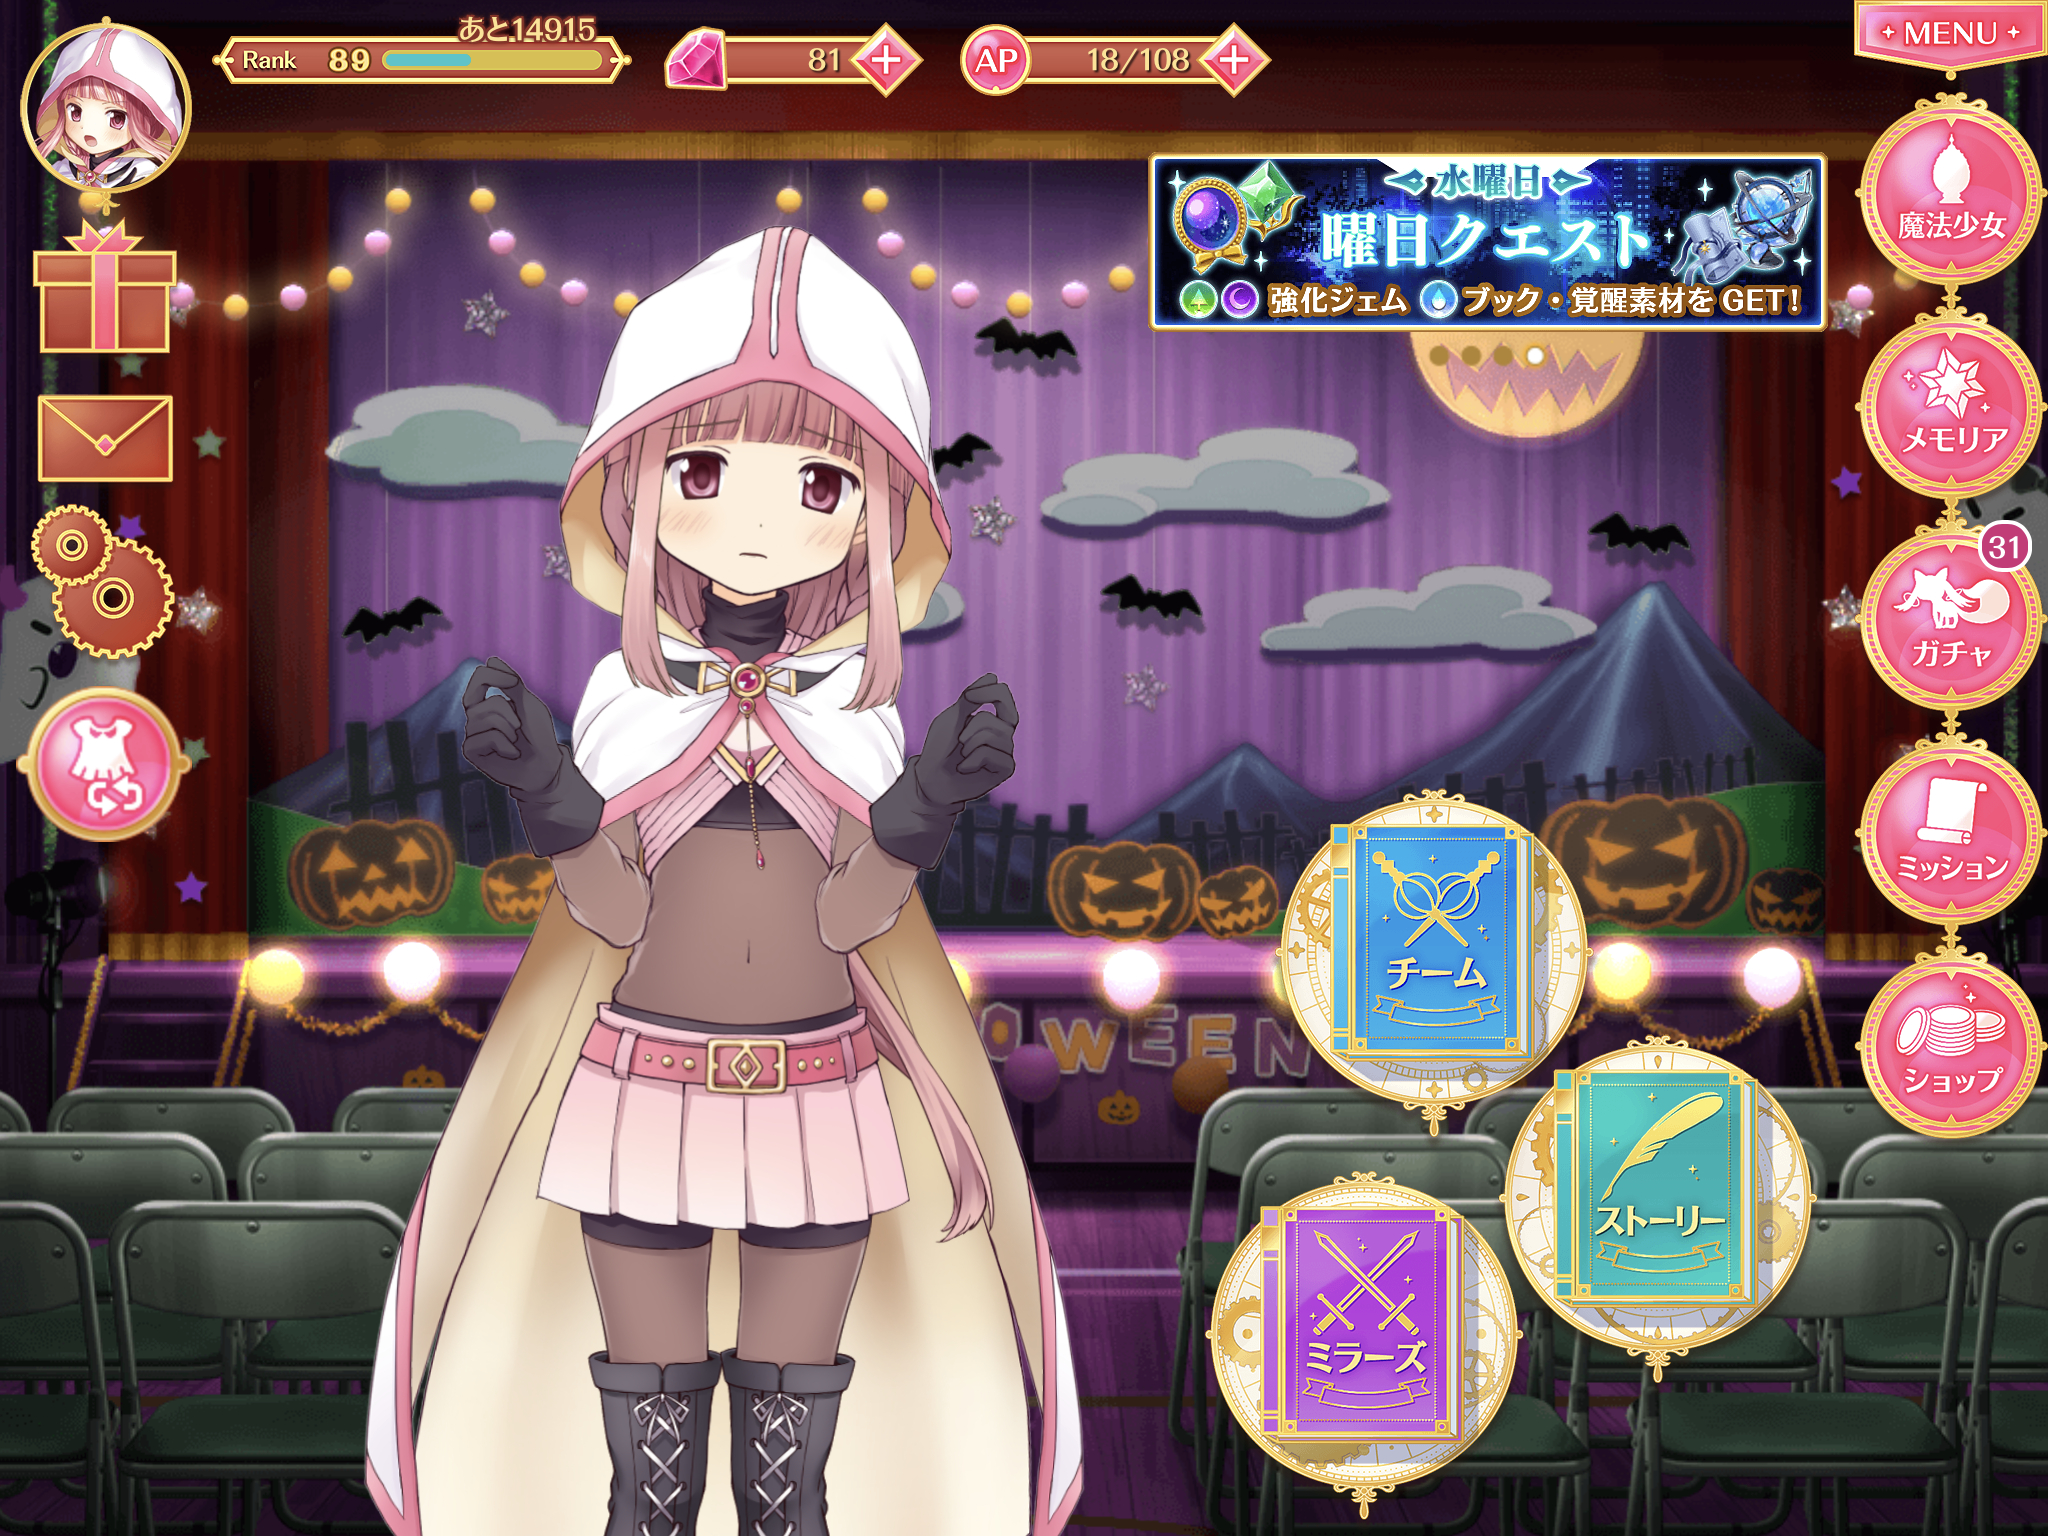 あと14915
Rank 89
81
AP 18/108
MENU
水曜日
曜日クエスト
強化ジェム ブック・覚醒素材をGET!
魔法少女
メモリア
31
ガチャ
ミッション
ショップ
チーム
ストーリー
ミラーズ
OWEEN